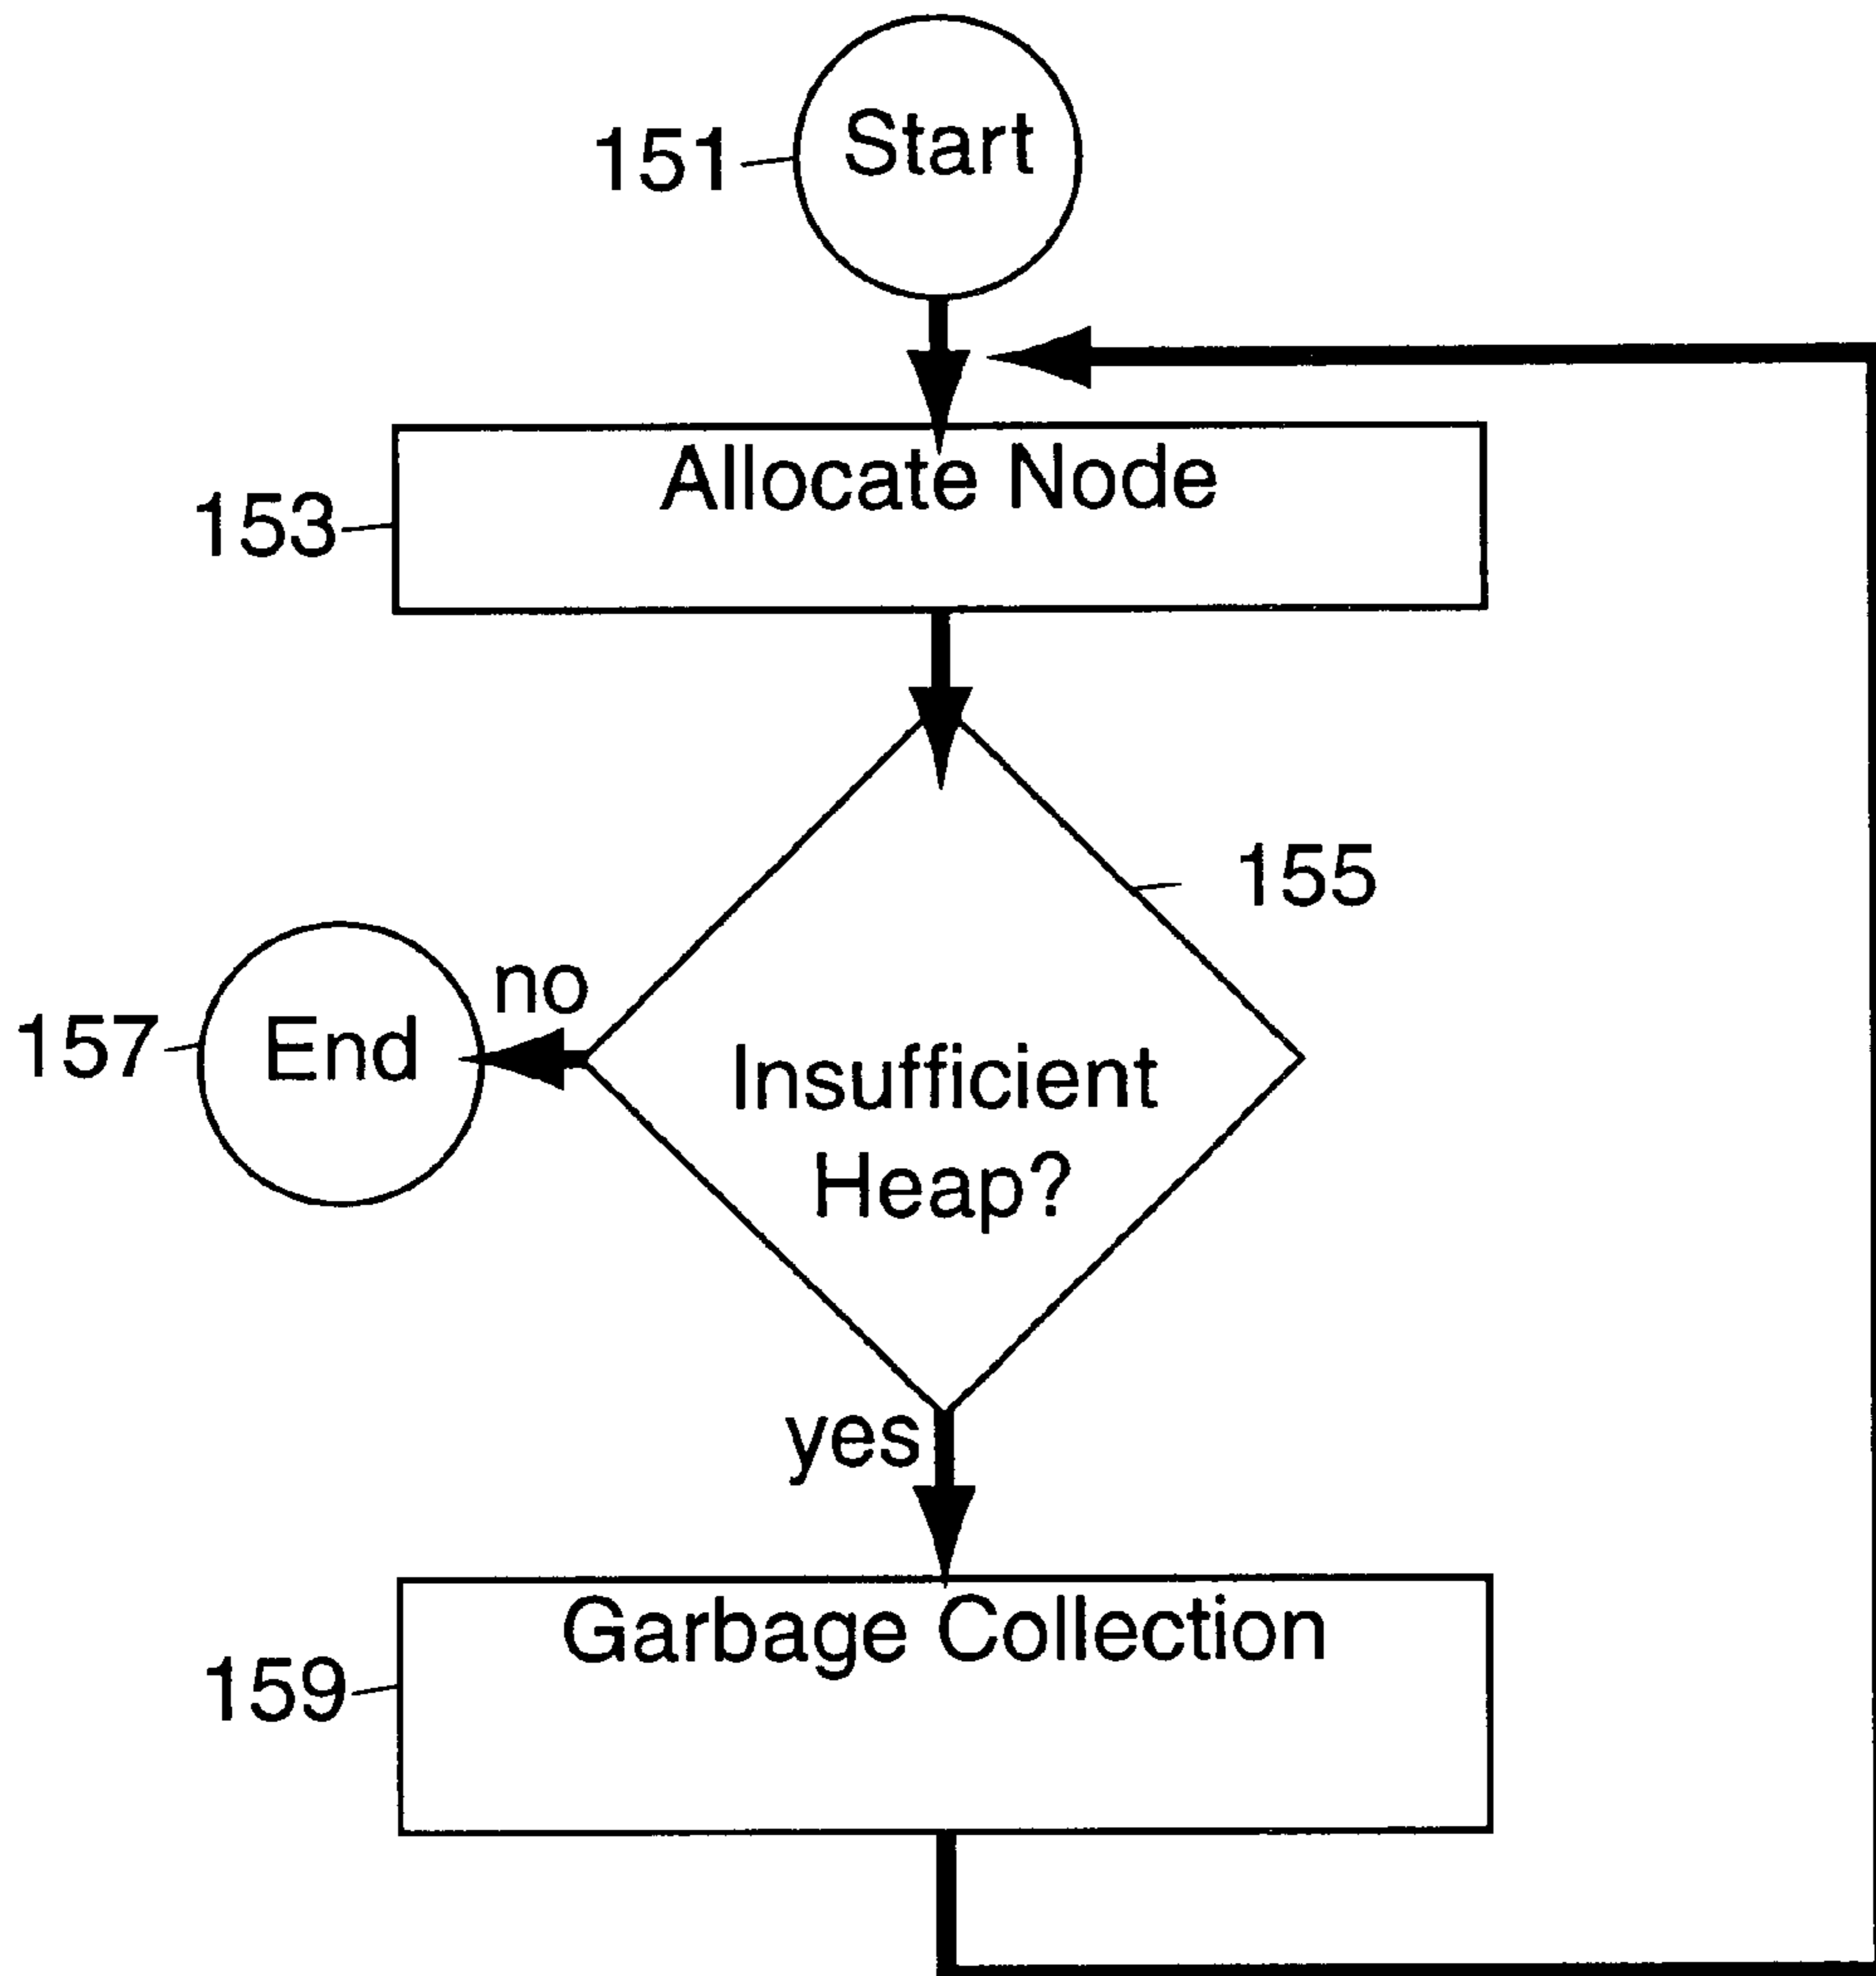 Start
151
Allocate Node
153
155
no
157
End
Insufficient
Heap?
yes
Garbage Collection
159